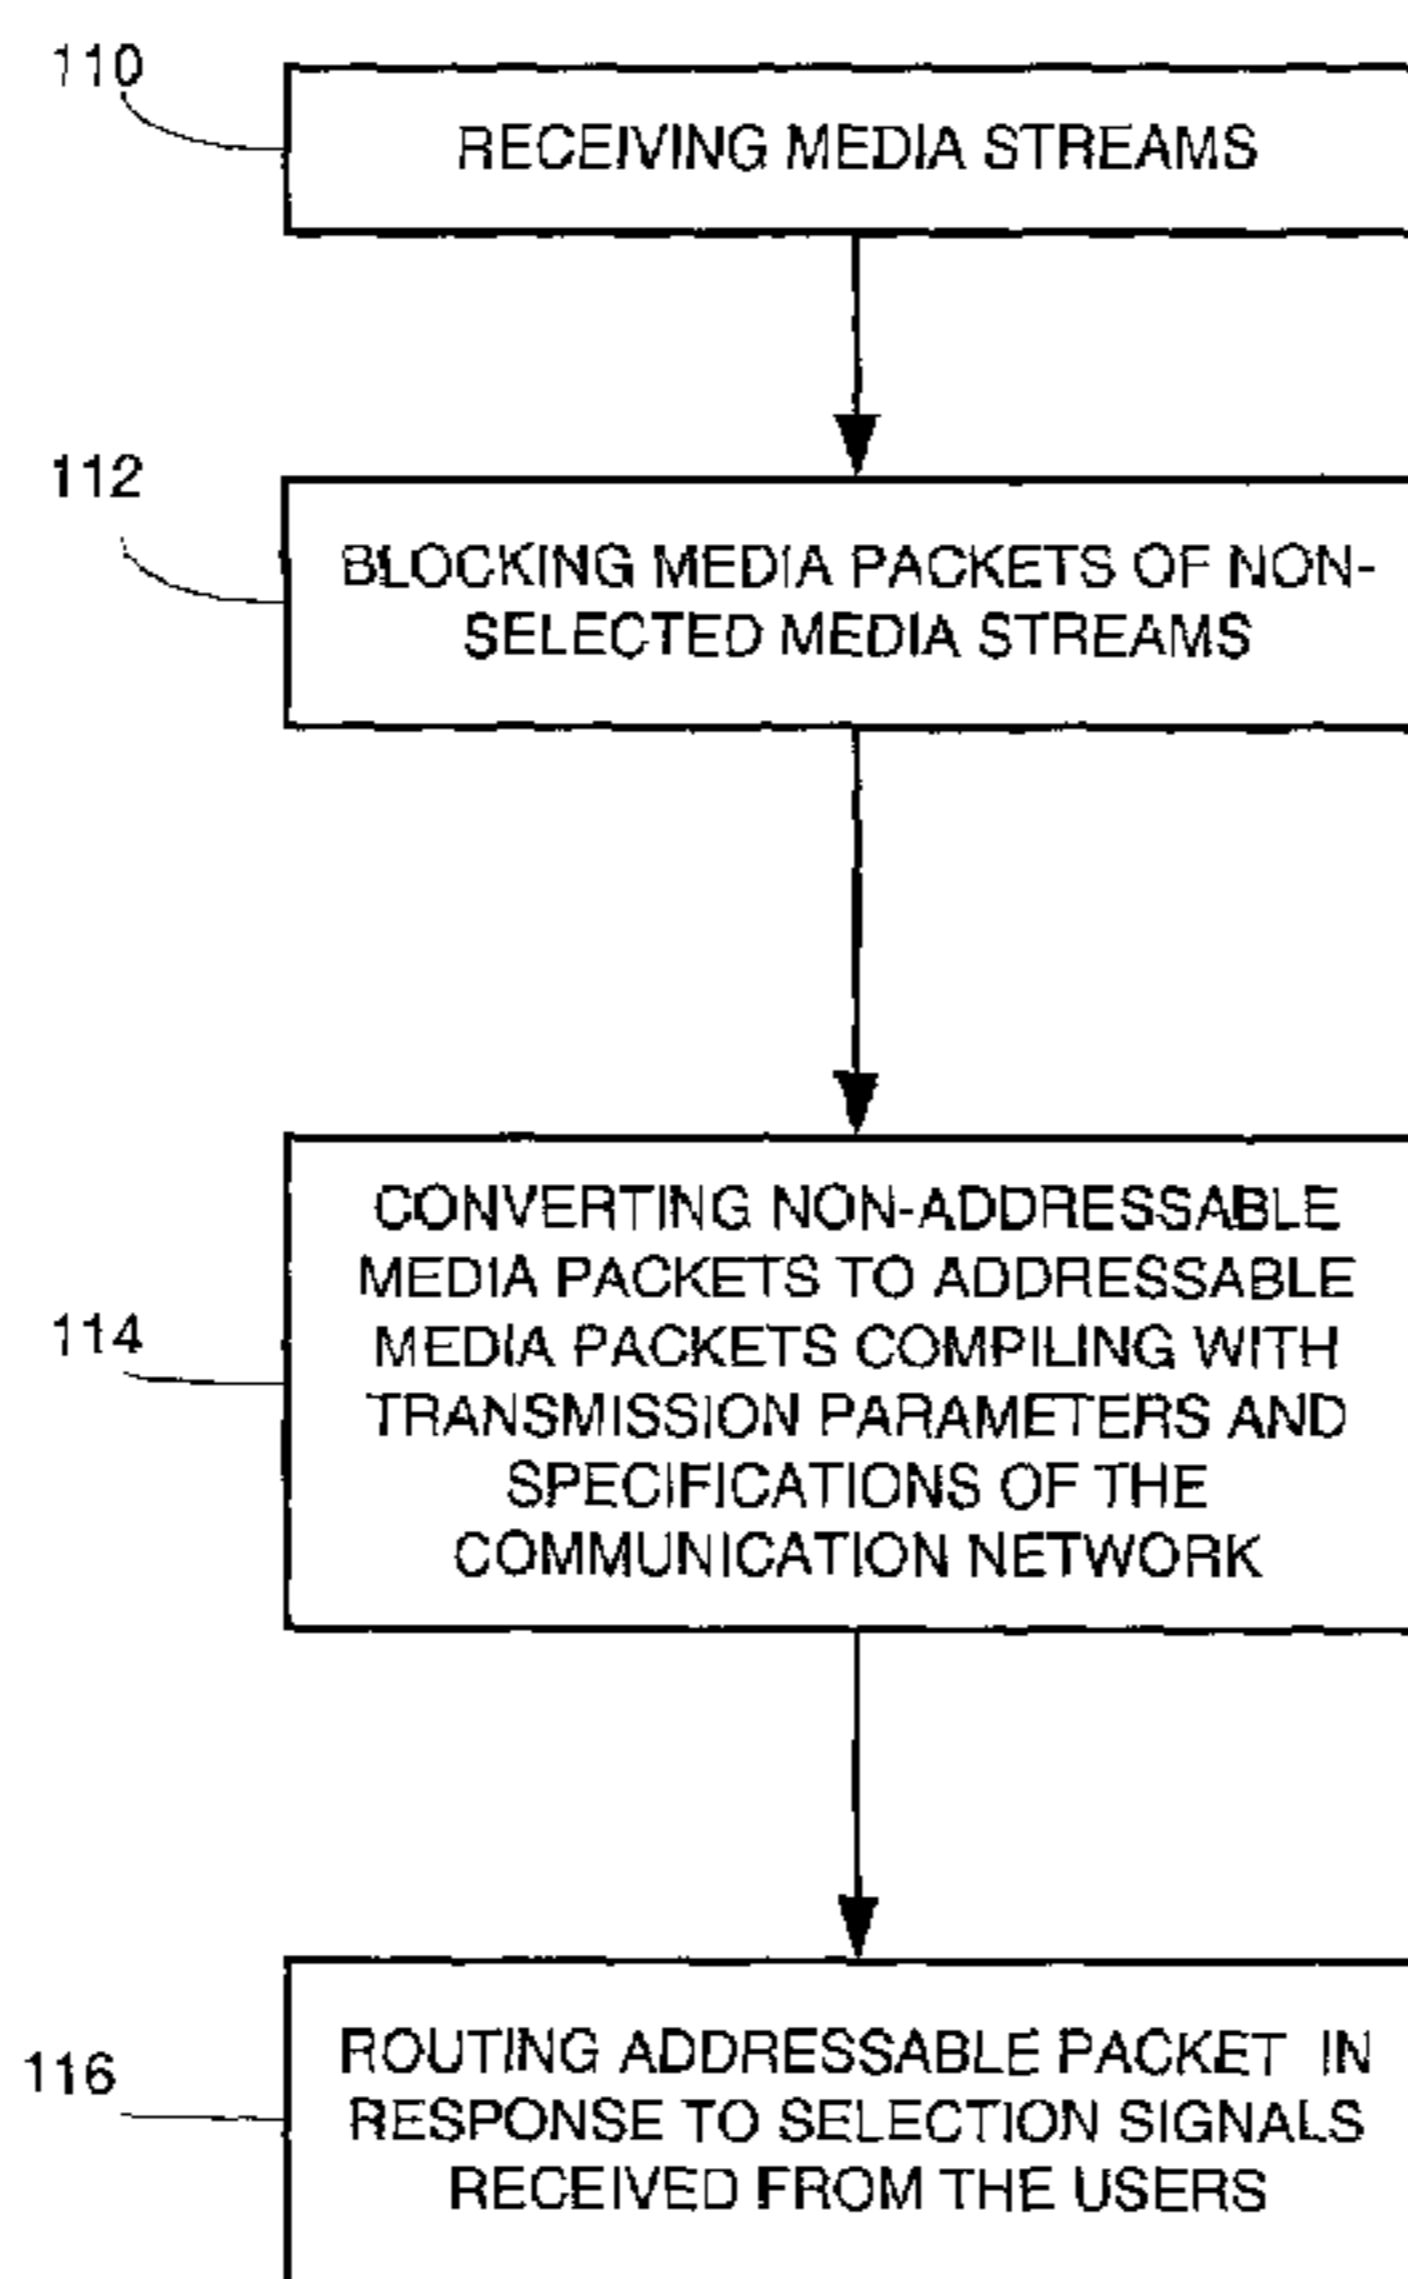 110
RECEIVING MEDIA STREAMS
112
BLOCKING MEDIA PACKETS OF NON-
SELECTED MEDIA STREAMS
CONVERTING NON-ADDRESSABLE
MEDIA PACKETS TO ADDRESSABLE
114
MEDIA PACKETS COMPILING WITH
TRANSMISSION PARAMETERS AND
SPECIFICATIONS OF THE
COMMUNICATION NETWORK
ROUTING ADDRESSABLE PACKET IN
116
RESPONSE TO SELECTION SIGNALS
RECEIVED FROM THE USERS